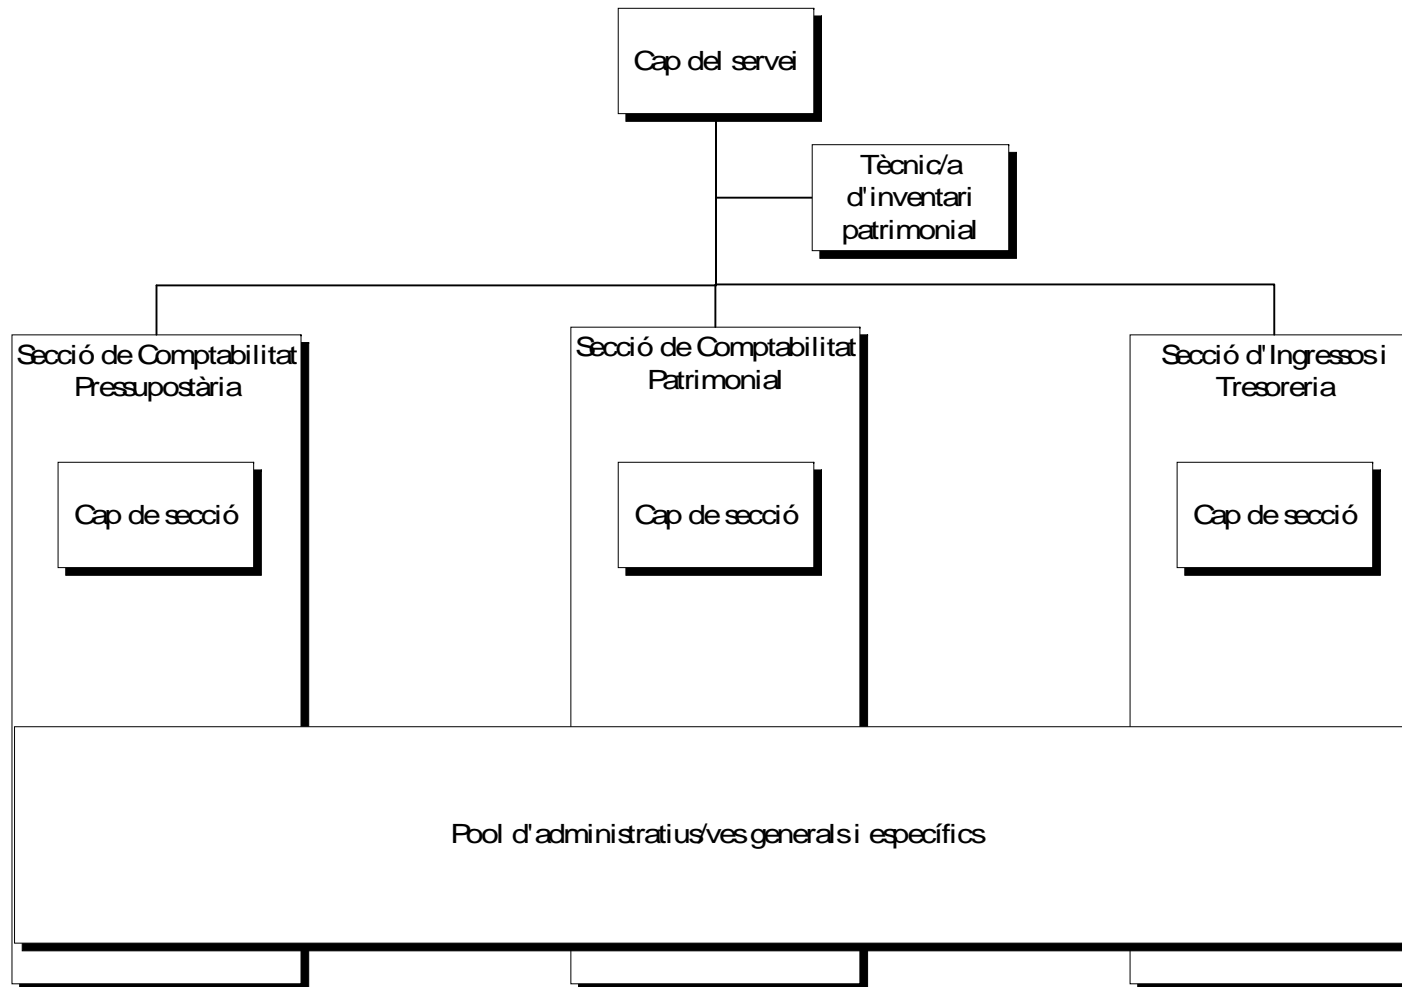 Cap del servei
Tècnic/a
d'inventari
patrimonial
Secció de Comptabilitat
Pressupostària
Secció de Comptabilitat
Patrimonial
Secció d'Ingressos i
Tresoreria
Cap de secció
Cap de secció
Cap de secció
Pool d'administratius/ves generals i específics